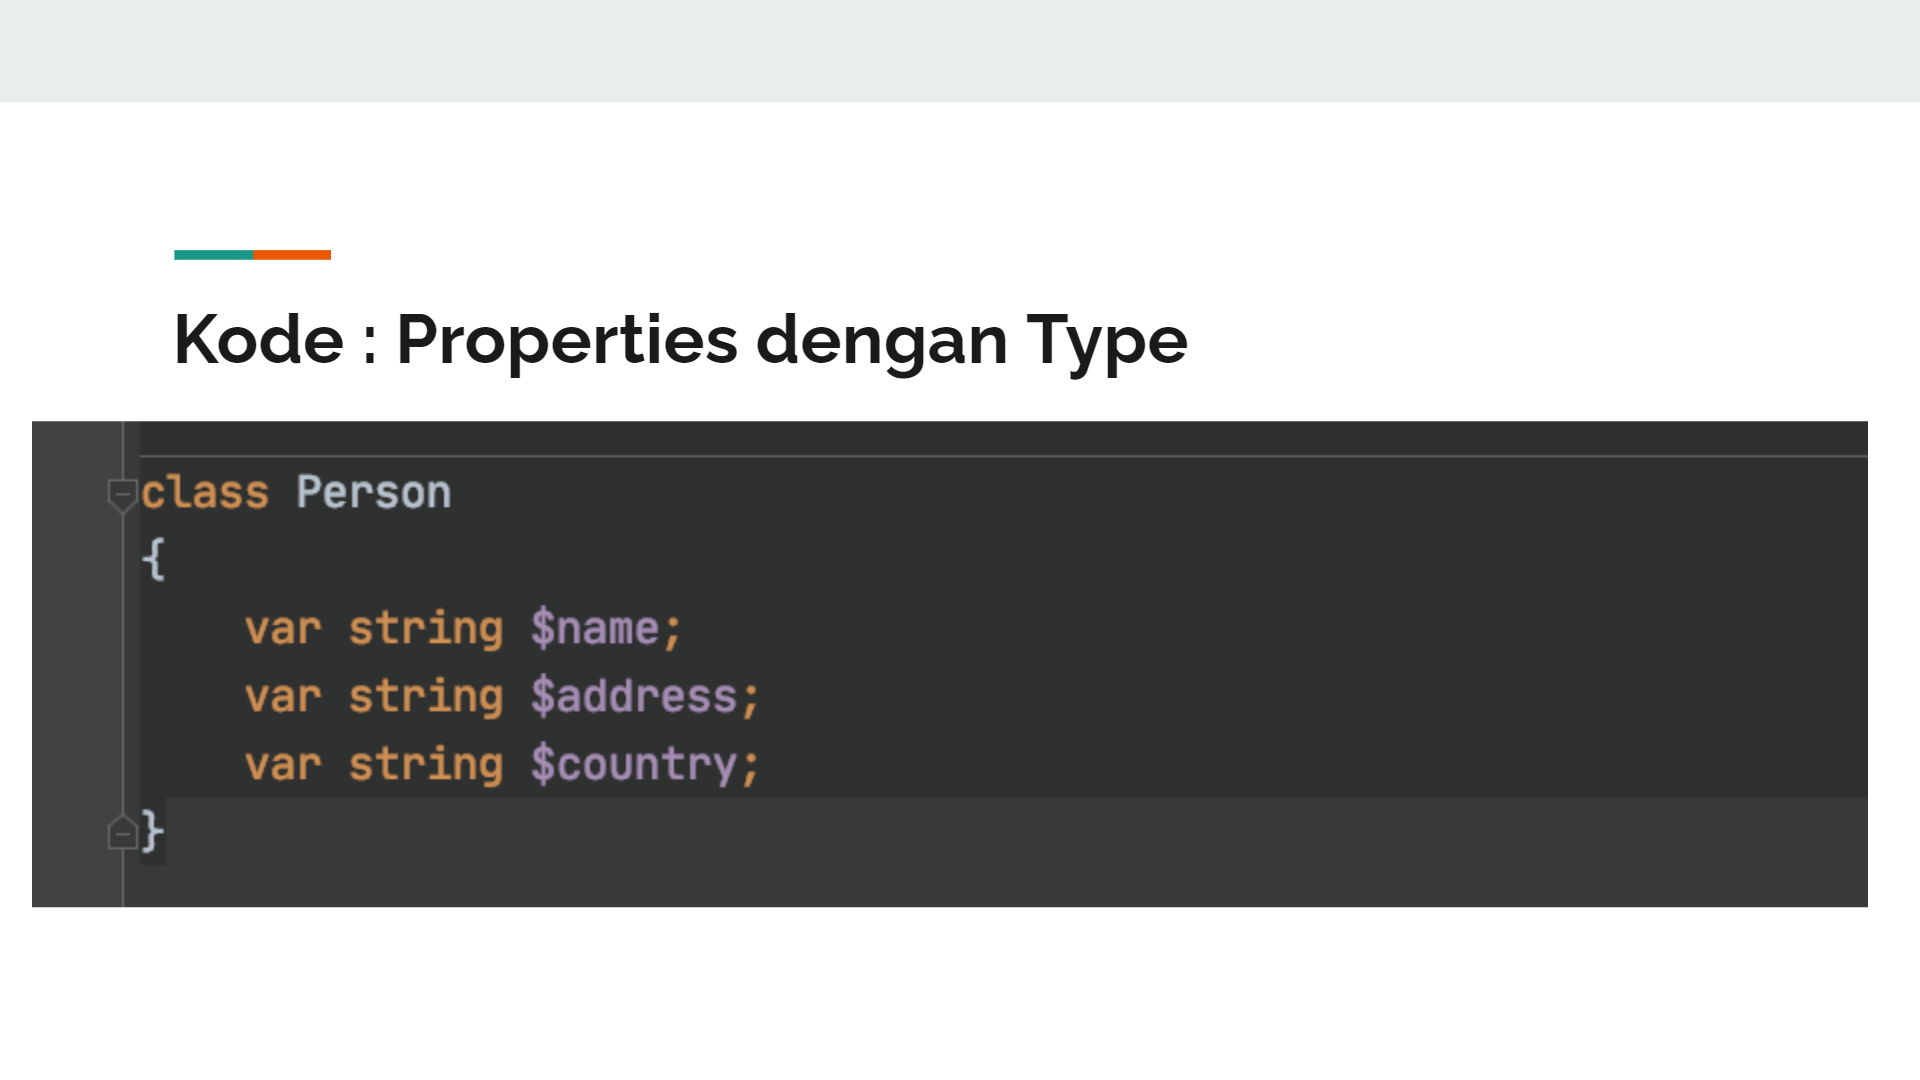 Kode : Properties dengan Type
class Person
{
    var string $name;
    var string $address;
    var string $country;
}